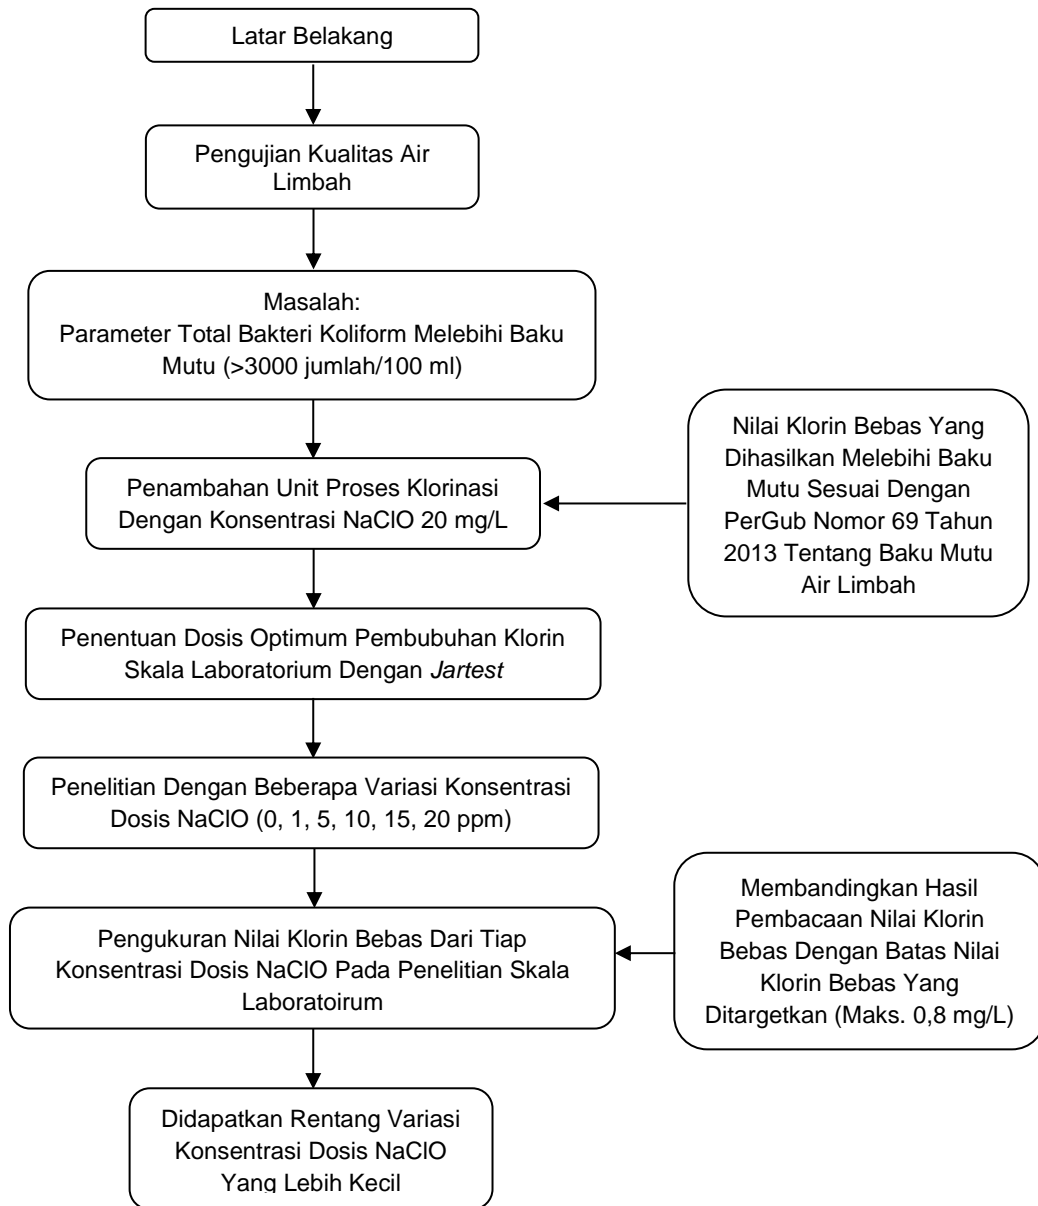 Latar Belakang
Pengujian Kualitas Air
Limbah
Masalah:
Parameter Total Bakteri Koliform Melebihi Baku
Mutu (>3000 jumlah/100 ml)
Nilai Klorin Bebas Yang
Dihasilkan Melebihi Baku
Mutu Sesuai Dengan
PerGub Nomor 69 Tahun
2013 Tentang Baku Mutu
Air Limbah
Penambahan Unit Proses Klorinasi
Dengan Konsentrasi NaClO 20 mg/L
Penentuan Dosis Optimum Pembubuhan Klorin
Skala Laboratorium Dengan Jartest
Penelitian Dengan Beberapa Variasi Konsentrasi
Dosis NaClO (0, 1, 5, 10, 15, 20 ppm)
Pengukuran Nilai Klorin Bebas Dari Tiap
Konsentrasi Dosis NaClO Pada Penelitian Skala
Laboratoirum
Membandingkan Hasil
Pembacaan Nilai Klorin
Bebas Dengan Batas Nilai
Klorin Bebas Yang
Ditargetkan (Maks. 0,8 mg/L)
Didapatkan Rentang Variasi
Konsentrasi Dosis NaClO
Yang Lebih Kecil